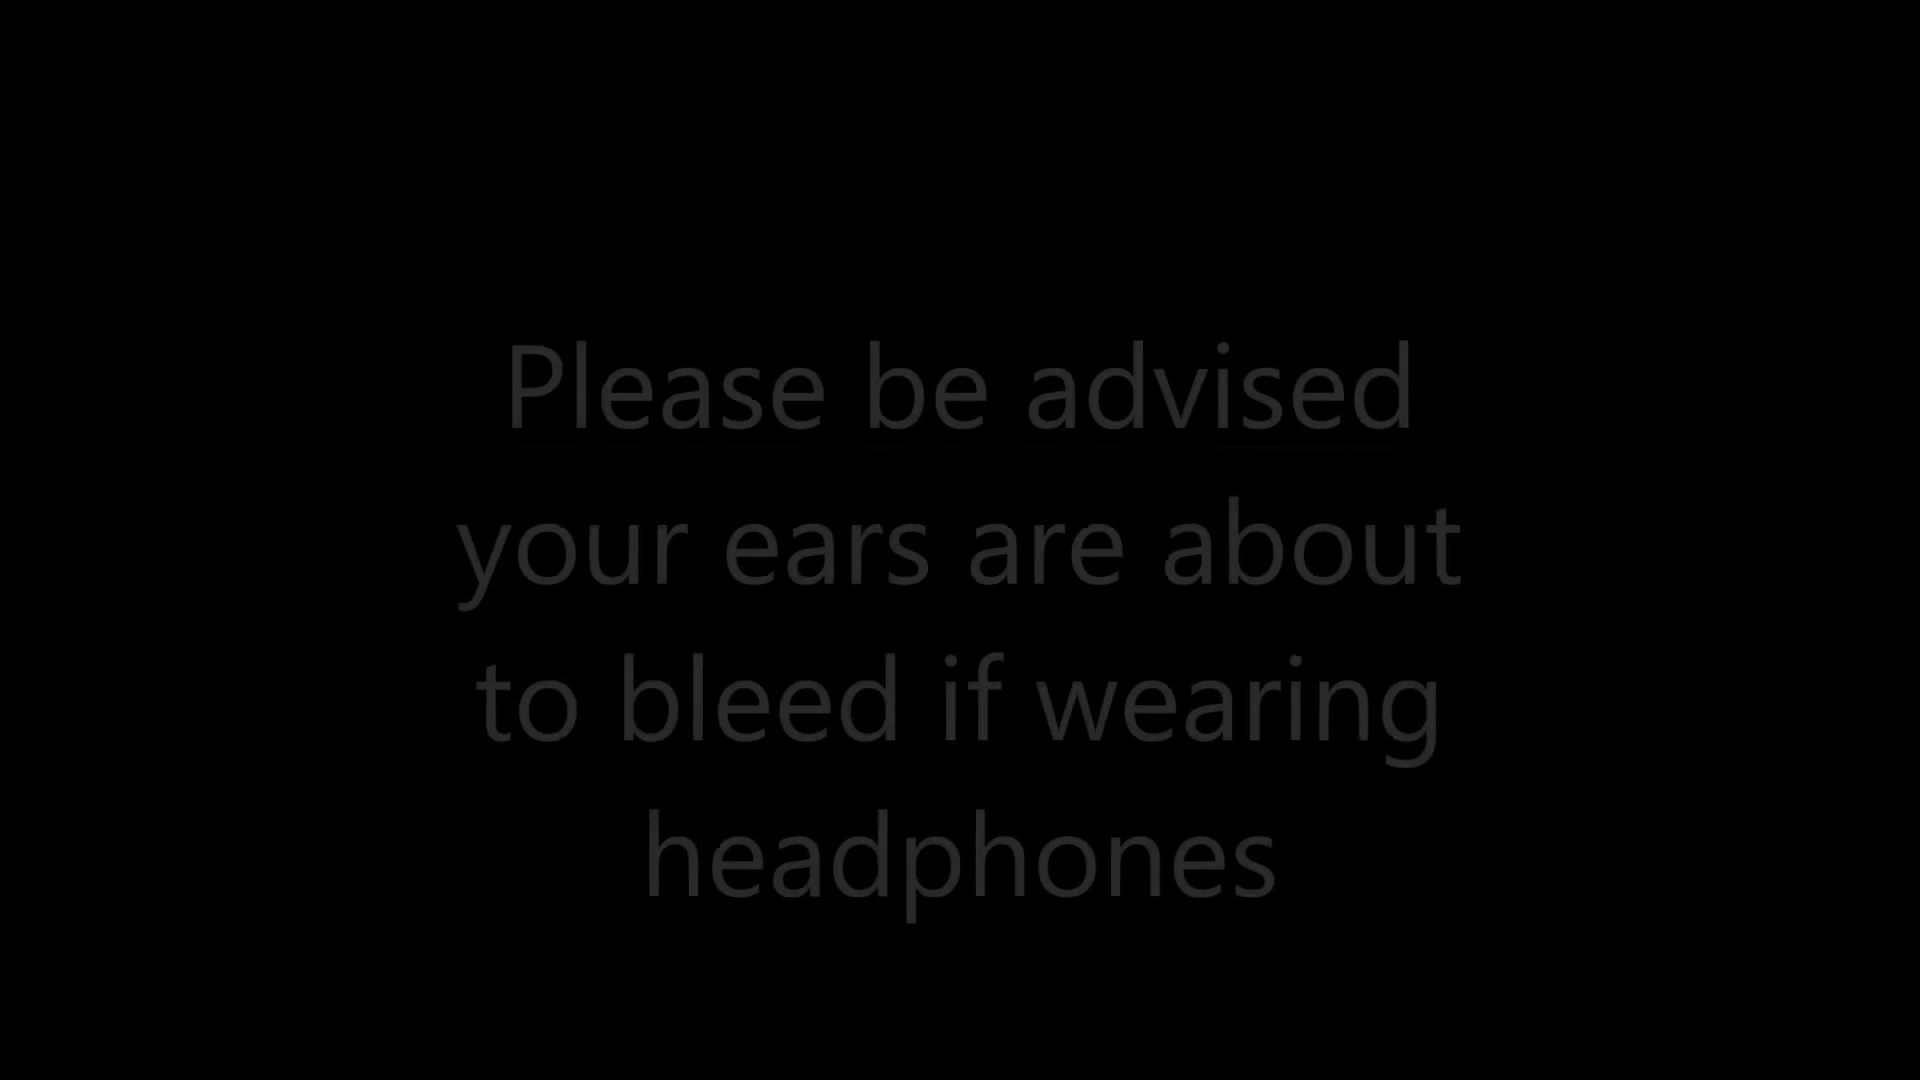 Please be advised
your ears are about
to bleed if wearing
headphones